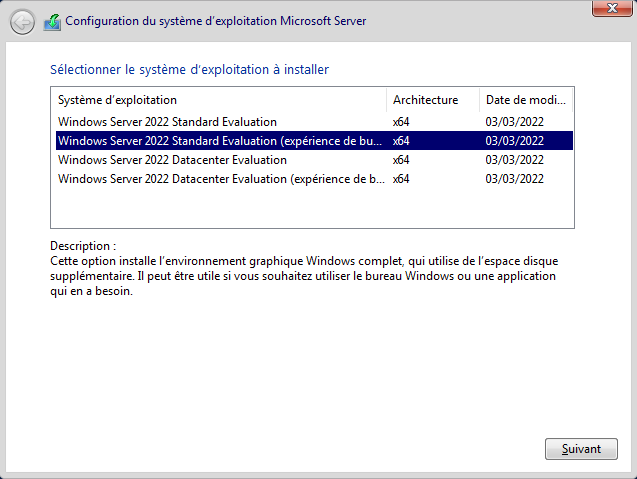 Configuration du système d'exploitation Microsoft Server
Sélectionner le système d'exploitation à installer
Système d'exploitation Architecture Date de modi...
Windows Server 2022 Standard Evaluation x64 03/03/2022
Windows Server 2022 Standard Evaluation (expérience de bu... x64 03/03/2022
Windows Server 2022 Datacenter Evaluation x64 03/03/2022
Windows Server 2022 Datacenter Evaluation (expérience de b... x64 03/03/2022
Description :
Cette option installe l'environnement graphique Windows complet, qui utilise de l'espace disque
supplémentaire. Il peut être utile si vous souhaitez utiliser le bureau Windows ou une application
qui en a besoin.
Suivant